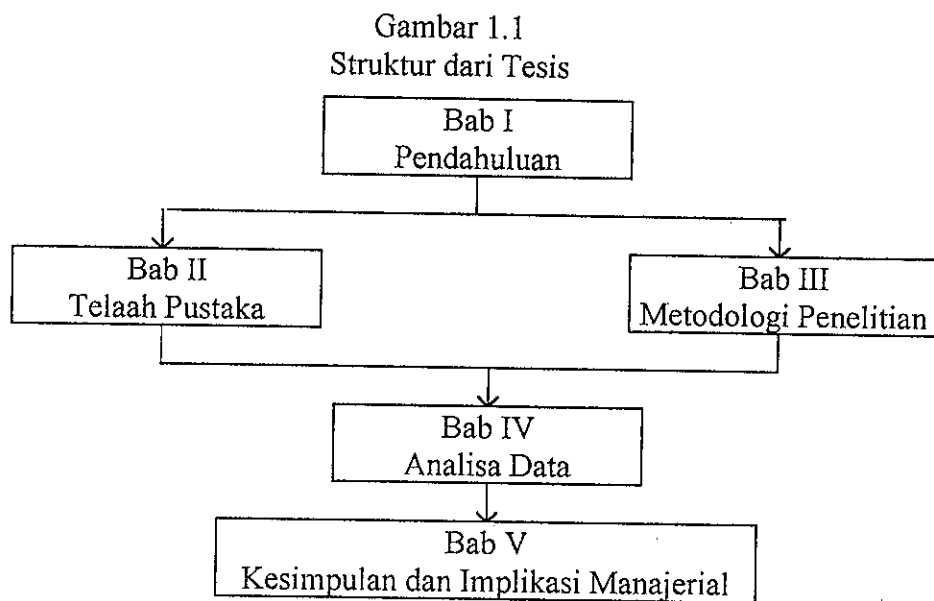 Gambar 1.1
Struktur dari Tesis
Bab I
Pendahuluan
Bab II
Telaah Pustaka
Bab III
Metodologi Penelitian
Bab IV
Analisa Data
Bab V
Kesimpulan dan Implikasi Manajerial